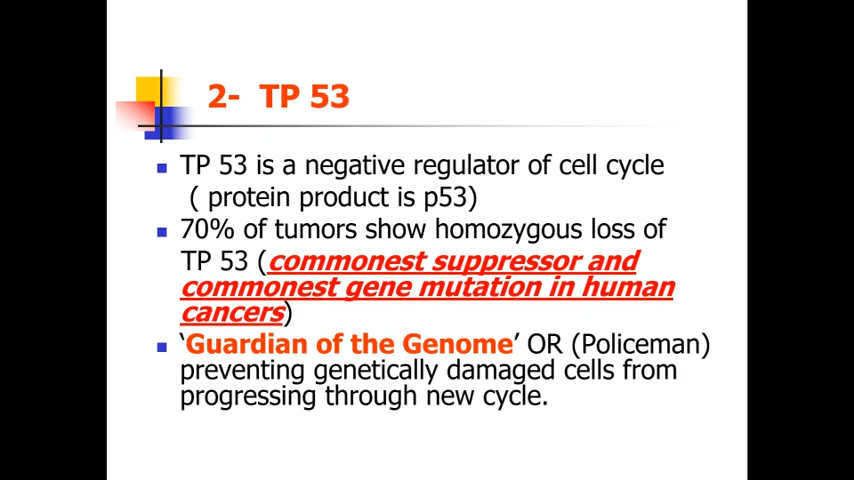 2-  TP 53
TP 53 is a negative regulator of cell cycle
( protein product is p53)
70% of tumors show homozygous loss of
TP 53 (commonest suppressor and
commonest gene mutation in human
cancers)
‘Guardian of the Genome’ OR (Policeman)
preventing genetically damaged cells from
progressing through new cycle.